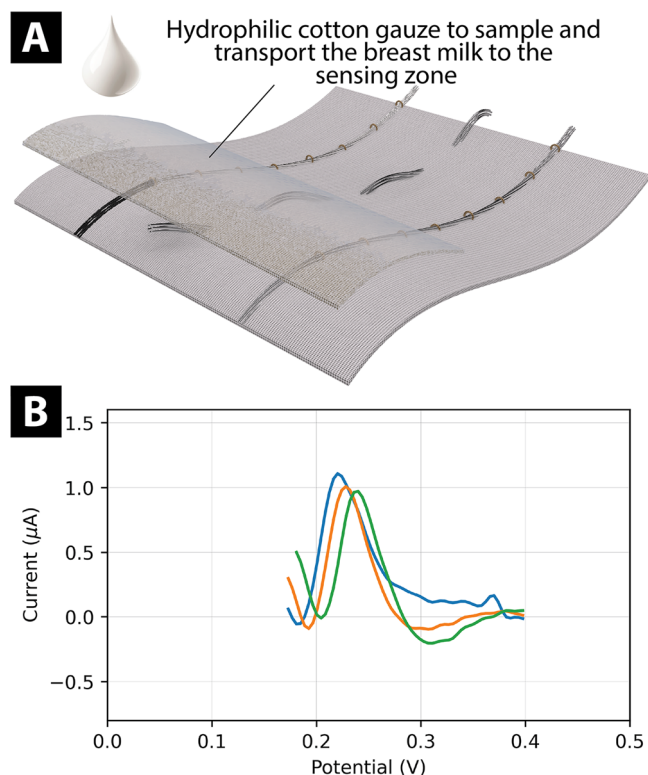 A
Hydrophilic cotton gauze to sample and
transport the breast milk to the
sensing zone
B
1.5
1.0
0.5
0.0
−0.5
Current (μA)
0.0 0.1 0.2 0.3 0.4 0.5
Potential (V)